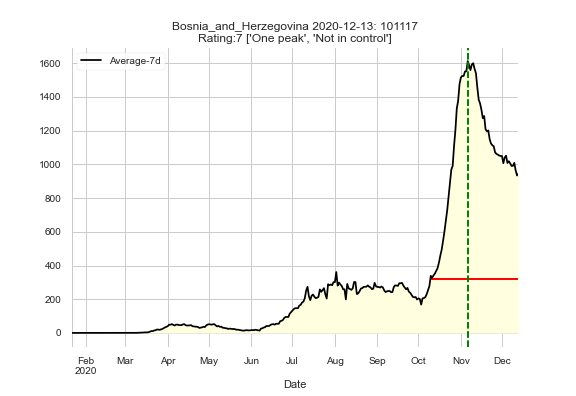 Bosnia_and_Herzegovina 2020-12-13: 101117
Rating:7 ['One peak', 'Not in control']
Average-7d
1600
1400
1200
1000
800
600
400
200
0
Feb Mar Apr May Jun Jul Aug Sep Oct Nov Dec
2020
Date